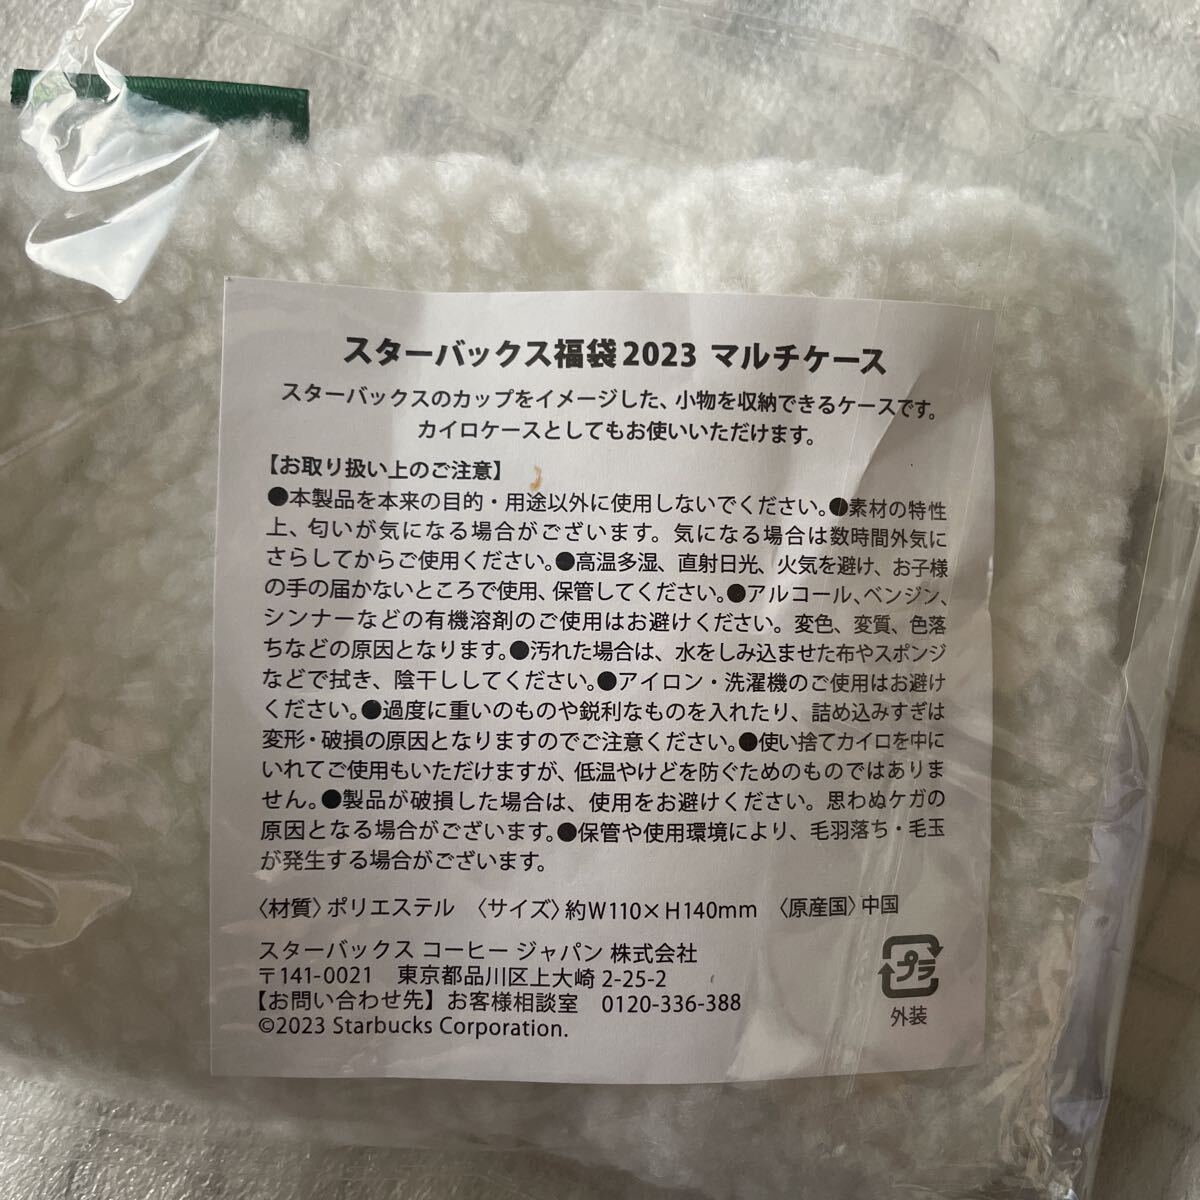 スターバックス福袋2023 マルチケース
スターバックスのカップをイメージした、小物を収納できるケースです。
カイロケースとしてもお使いいただけます。
【お取り扱い上のご注意】
●本製品を本来の目的・用途以外に使用しないでください。●素材の特性
上、匂いが気になる場合がございます。気になる場合は数時間外気に
さらしてからご使用ください。●高温多湿、直射日光、火気を避け、お子様
の手の届かないところで使用、保管してください。●アルコール、ベンジン、
シンナーなどの有機溶剤のご使用はお避けください。変色、変質、色落
ちなどの原因となります。●汚れた場合は、水をしみ込ませた布やスポンジ
などで拭き、陰干ししてください。●アイロン・洗濯機のご使用はお避け
ください。●過度に重いのものや鋭利なものを入れたり、詰め込みすぎは
変形・破損の原因となりますのでご注意ください。●使い捨てカイロを中に
いれてご使用もいただけますが、低温やけどを防ぐためのものではありま
せん。●製品が破損した場合は、使用をお避けください。思わぬケガの
原因となる場合がございます。●保管や使用環境により、毛羽落ち・毛玉
が発生する場合がございます。
〈材質〉ポリエステル 〈サイズ〉約W110×H140mm 〈原産国〉中国
スターバックス コーヒー ジャパン 株式会社
〒141-0021 東京都品川区上大崎 2-25-2
【お問い合わせ先】お客様相談室 0120-336-388
©2023 Starbucks Corporation.
プラ
外装